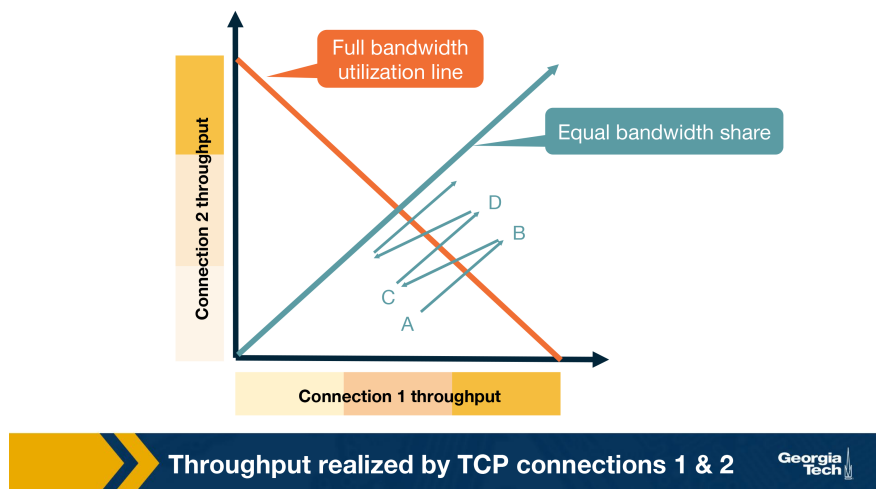 Full bandwidth
utilization line
Equal bandwidth share
Connection 2 throughput
D
B
C
A
Connection 1 throughput
Throughput realized by TCP connections 1 & 2
Georgia
Tech